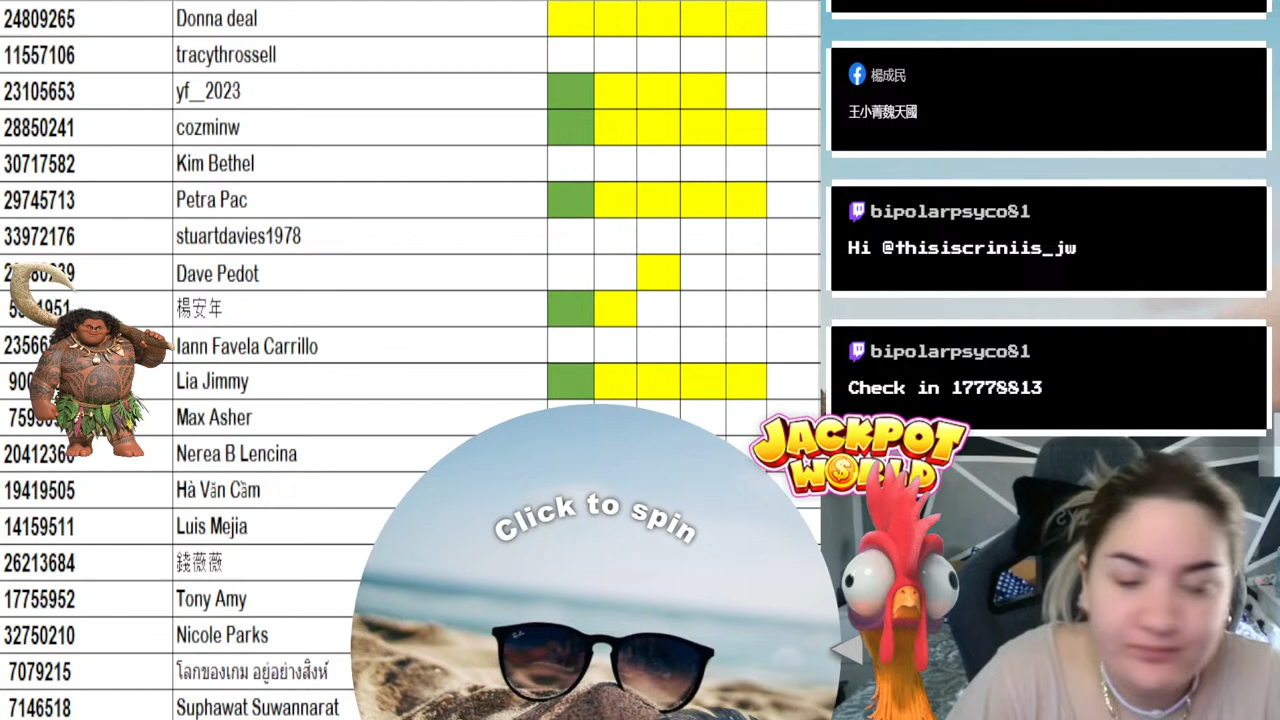 24809265 Donna deal
11557106 tracythrossell
23105653 yf__2023
28850241 cozminw
30717582 Kim Bethel
29745713 Petra Pac
33972176 stuartdavies1978
Dave Pedot
楊安年
Iann Favela Carrillo
Lia Jimmy
Max Asher
Nerea B Lencina
19419505 Hà Văn Cầm
14159511 Luis Mejia
26213684 錢薇薇
17755952 Tony Amy
32750210 Nicole Parks
7079215 โลกของเกม อยู่อย่างสิงห์
7146518 Suphawat Suwannarat
Click to spin
楊成民
王小菁魏天國
bipolarpsyco81
Hi @thisiscriniis_jw
bipolarpsyco81
Check in 17778813
JACKPOT
WORLD